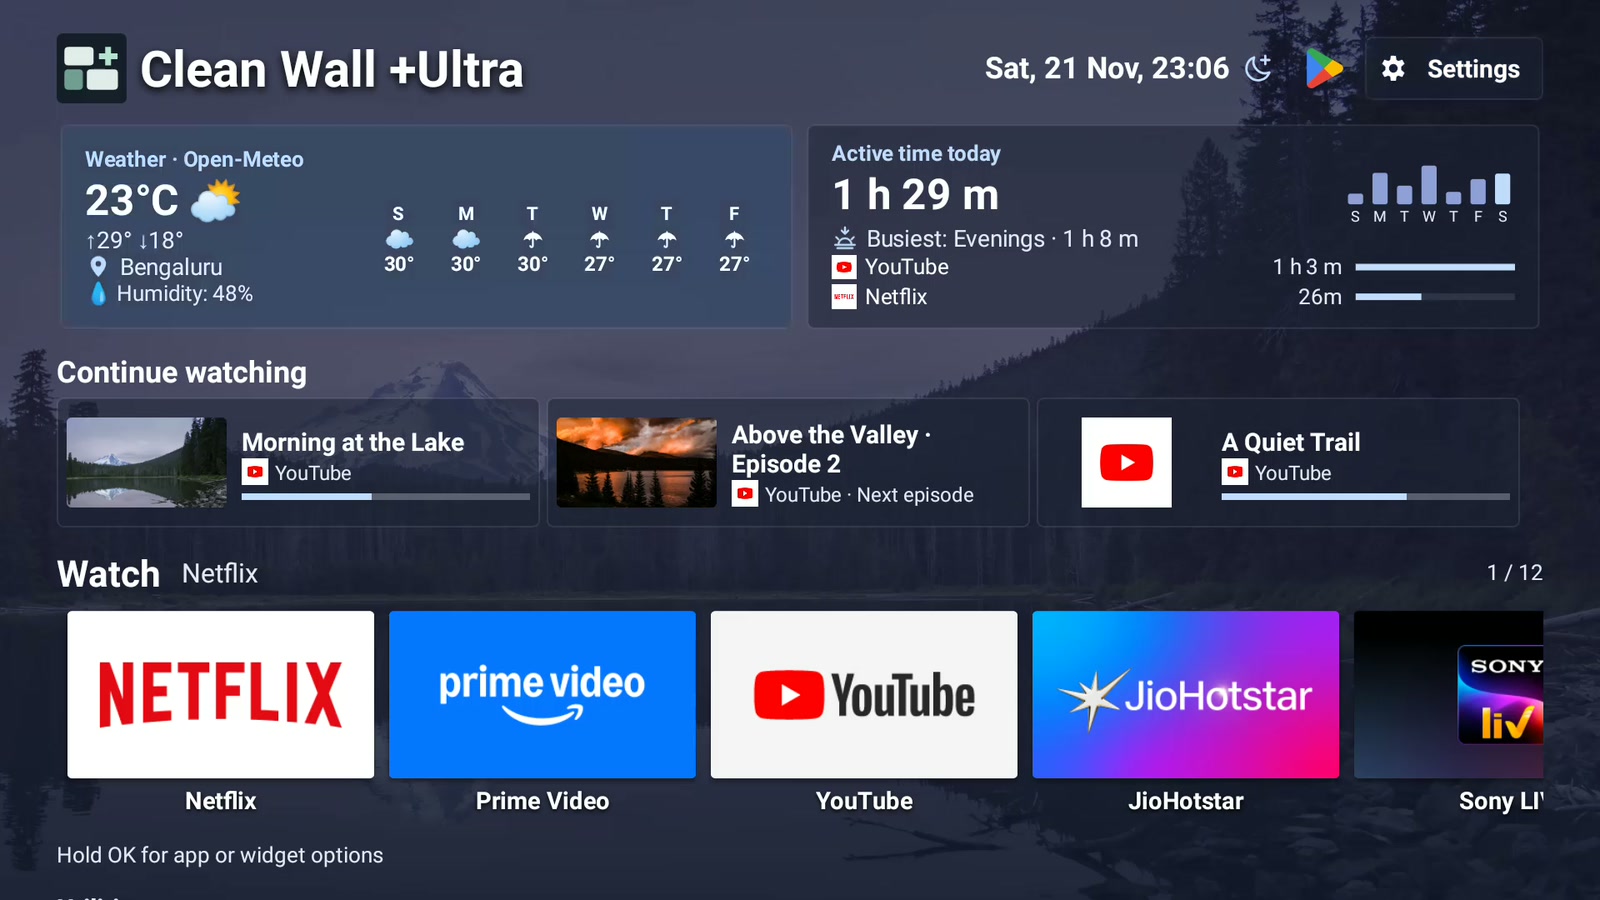 Clean Wall +Ultra
Sat, 21 Nov, 23:06
Settings
Weather · Open-Meteo
23°C
↑29° ↓18°
Bengaluru
Humidity: 48%
S M T W T F
30° 30° 30° 27° 27° 27°
Active time today
1 h 29 m
Busiest: Evenings · 1 h 8 m
YouTube 1 h 3 m
NETFLIX Netflix 26m
S M T W T F S
Continue watching
Morning at the Lake
YouTube
Above the Valley ·
Episode 2
YouTube · Next episode
A Quiet Trail
YouTube
Watch Netflix
1 / 12
NETFLIX
prime video
YouTube
JioHotstar
SONY
liv
Netflix
Prime Video
YouTube
JioHotstar
Sony LIV
Hold OK for app or widget options